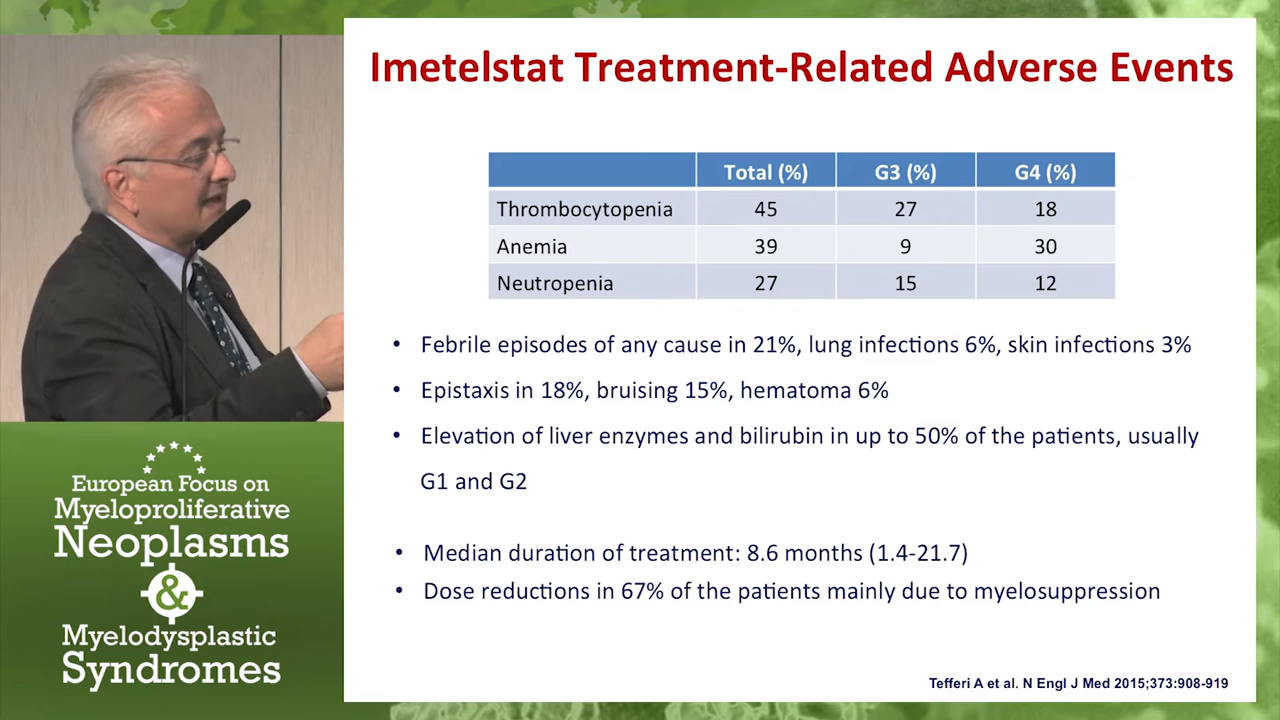 Imetelstat Treatment-Related Adverse Events
Total (%) G3 (%) G4 (%)
Thrombocytopenia 45 27 18
Anemia 39 9 30
Neutropenia 27 15 12
• Febrile episodes of any cause in 21%, lung infections 6%, skin infections 3%
• Epistaxis in 18%, bruising 15%, hematoma 6%
• Elevation of liver enzymes and bilirubin in up to 50% of the patients, usually
G1 and G2
• Median duration of treatment: 8.6 months (1.4-21.7)
• Dose reductions in 67% of the patients mainly due to myelosuppression
Tefferi A et al. N Engl J Med 2015;373:908-919
European Focus on
Myeloproliferative
Neoplasms
&
Myelodysplastic
Syndromes